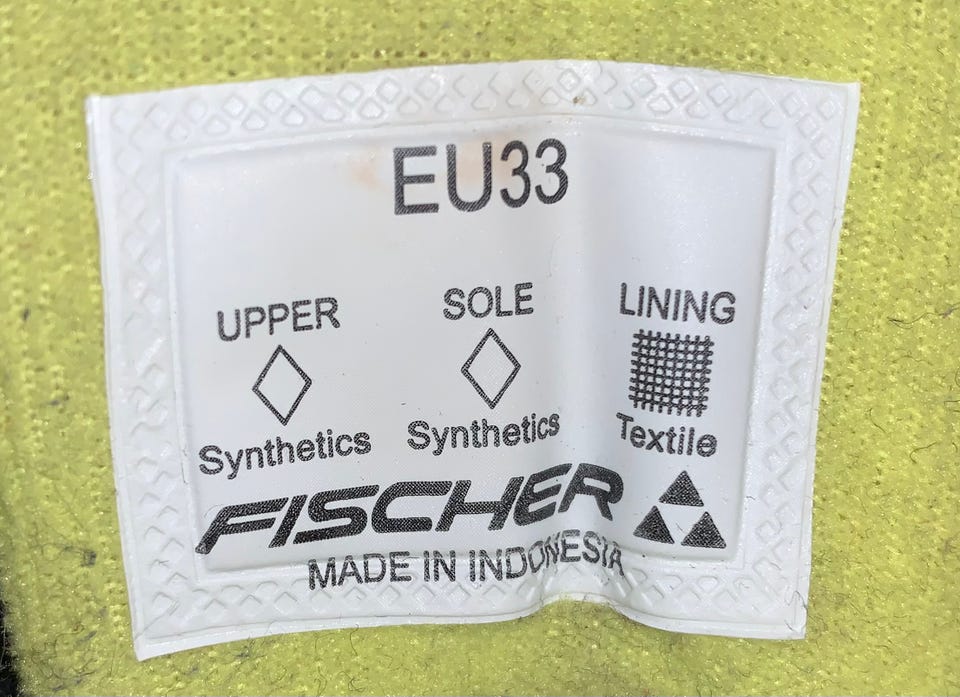 EU33
UPPER SOLE LINING
Synthetics Synthetics Textile
FISCHER
MADE IN INDONESIA